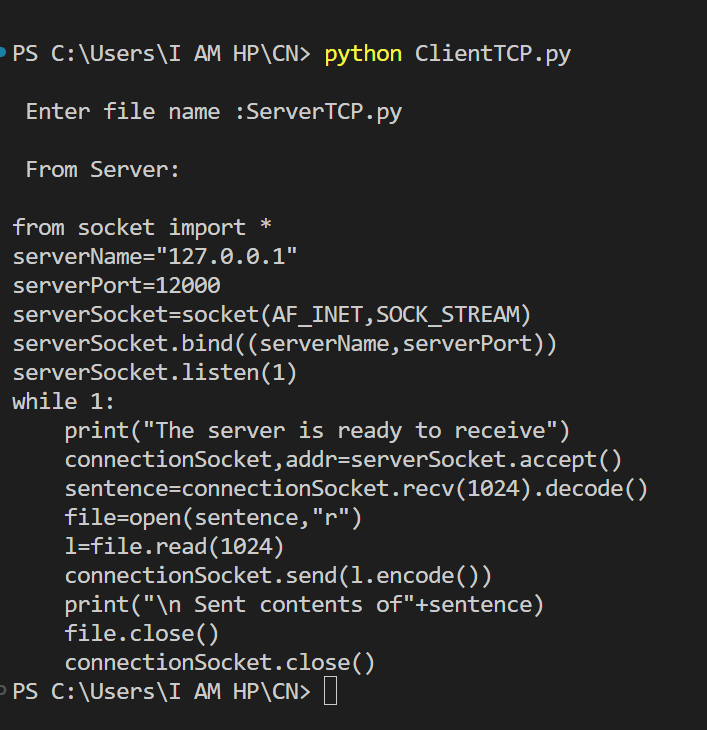 PS C:\Users\I AM HP\CN> python ClientTCP.py
Enter file name :ServerTCP.py
From Server:
from socket import *
serverName="127.0.0.1"
serverPort=12000
serverSocket=socket(AF_INET,SOCK_STREAM)
serverSocket.bind((serverName,serverPort))
serverSocket.listen(1)
while 1:
    print("The server is ready to receive")
    connectionSocket,addr=serverSocket.accept()
    sentence=connectionSocket.recv(1024).decode()
    file=open(sentence,"r")
    l=file.read(1024)
    connectionSocket.send(l.encode())
    print("\n Sent contents of"+sentence)
    file.close()
    connectionSocket.close()
PS C:\Users\I AM HP\CN>